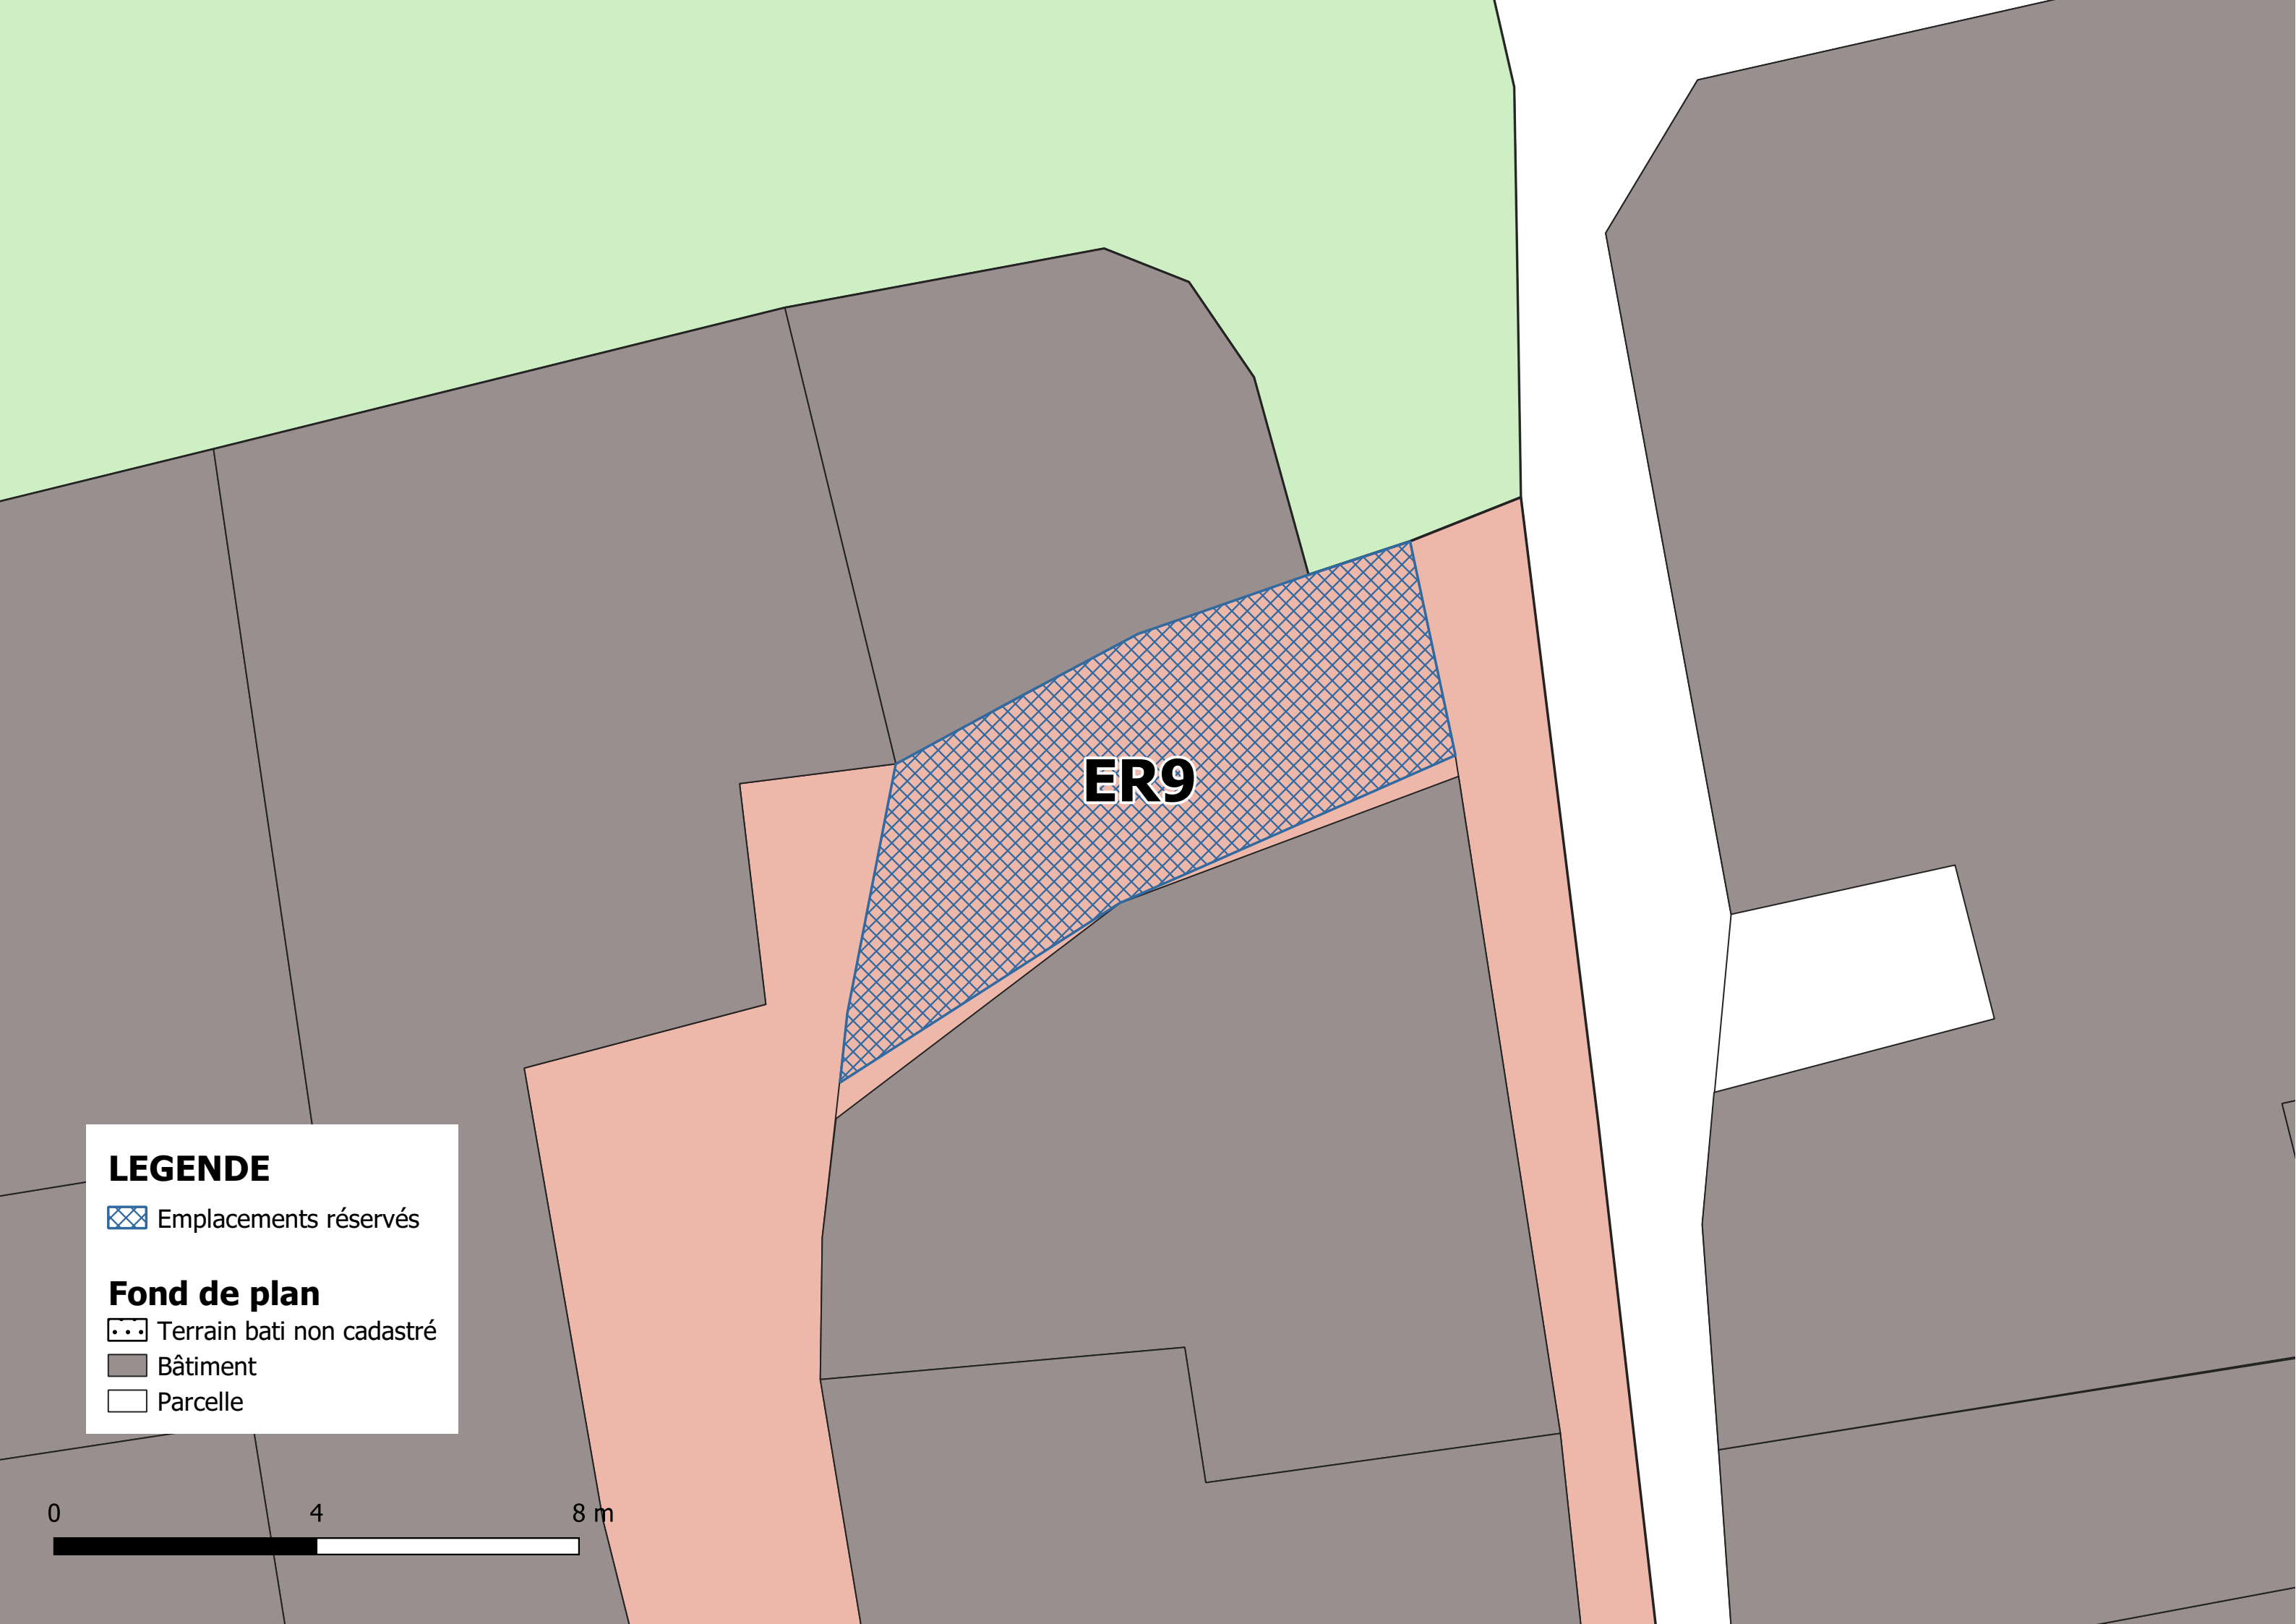 ER9
LEGENDE
Emplacements réservés
Fond de plan
Terrain bati non cadastré
Bâtiment
Parcelle
0 4 8 m